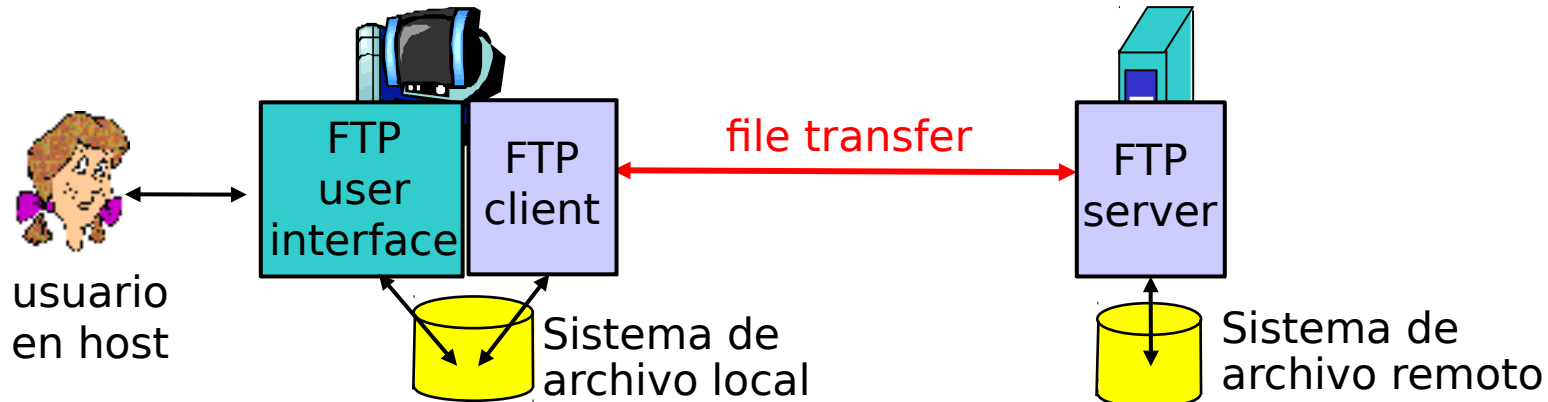 usuario
en host
FTP
user
interface
FTP
client
file transfer
FTP
server
Sistema de
archivo local
Sistema de
archivo remoto